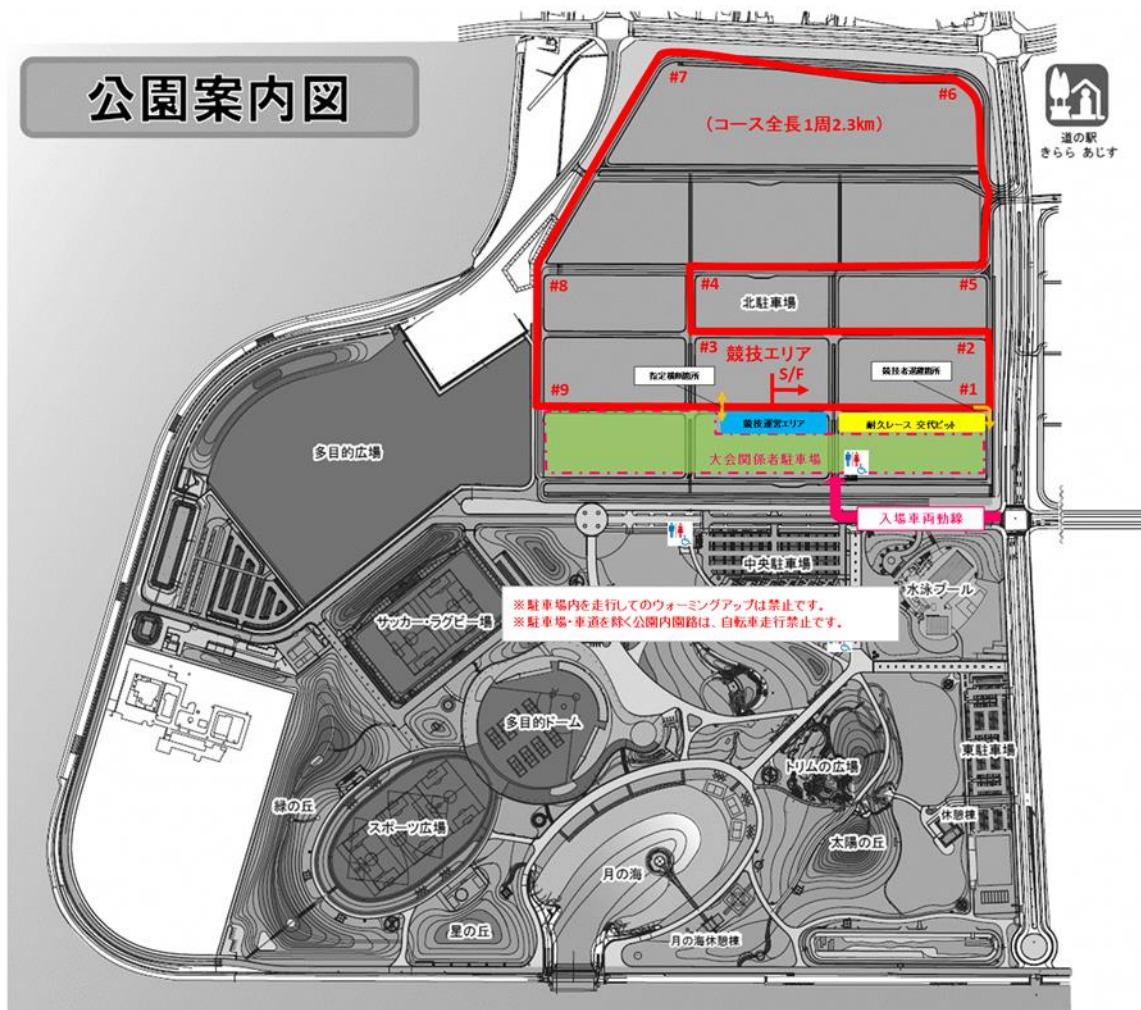 公園案内図
#7
#6
(コース全長1周2.3km)
道の駅
きらら あじす
#8
#4
北駐車場
#5
#3
競技エリア
#2
指定横断箇所
S/F
競技者退避箇所
#9
#1
競技運営エリア
耐久レース 交代ピット
多目的広場
大会関係者駐車場
入場車両動線
中央駐車場
水泳プール
※駐車場内を走行してのウォーミングアップは禁止です。
※駐車場・車道を除く公園内園路は、自転車走行禁止です。
サッカー・ラグビー場
多目的ドーム
東駐車場
トリムの広場
緑の丘
スポーツ広場
休憩棟
太陽の丘
月の海
星の丘
月の海休憩棟